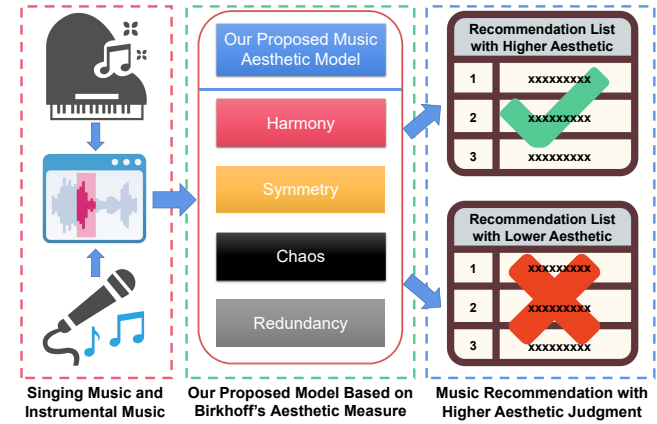 Our Proposed Music
Aesthetic Model
Harmony
Symmetry
Chaos
Redundancy
Recommendation List
with Higher Aesthetic
1 xxxxxxxxx
2 xxxxxxxxx
3 xxxxxxxxx
Recommendation List
with Lower Aesthetic
1 xxxxxxxxx
2 xxxxxxxxx
3 xxxxxxxxx
Singing Music and
Instrumental Music
Our Proposed Model Based on
Birkhoff's Aesthetic Measure
Music Recommendation with
Higher Aesthetic Judgment